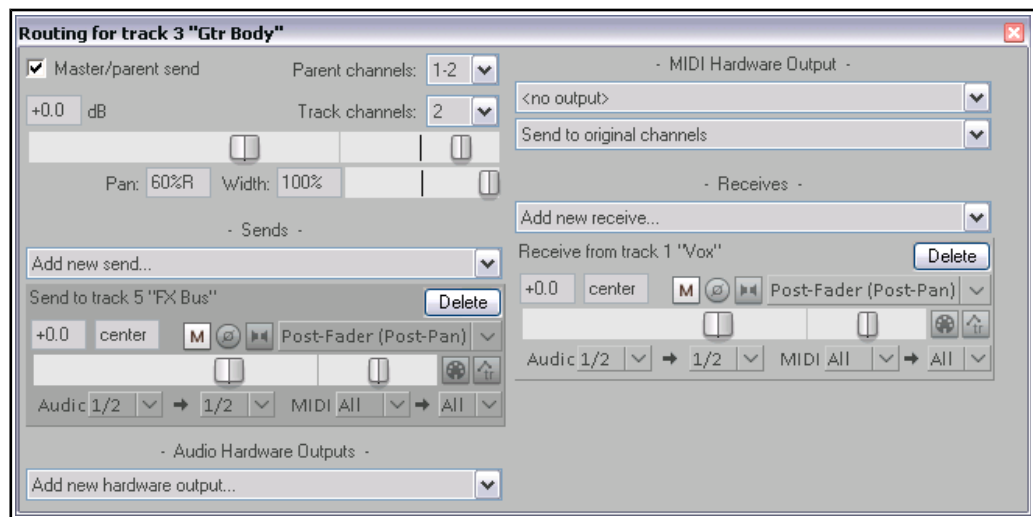 Routing for track 3 "Gtr Body"
Master/parent send
Parent channels: 1-2
+0.0 dB
Track channels: 2
Pan: 60%R Width: 100%
- Sends -
Add new send...
Send to track 5 "FX Bus"
Delete
+0.0 center M Post-Fader (Post-Pan)
tr
Audic 1/2 1/2 MIDI All All
- Audio Hardware Outputs -
Add new hardware output...
- MIDI Hardware Output -
<no output>
Send to original channels
- Receives -
Add new receive...
Receive from track 1 "Vox"
Delete
+0.0 center M Post-Fader (Post-Pan)
tr
Audic 1/2 1/2 MIDI All All